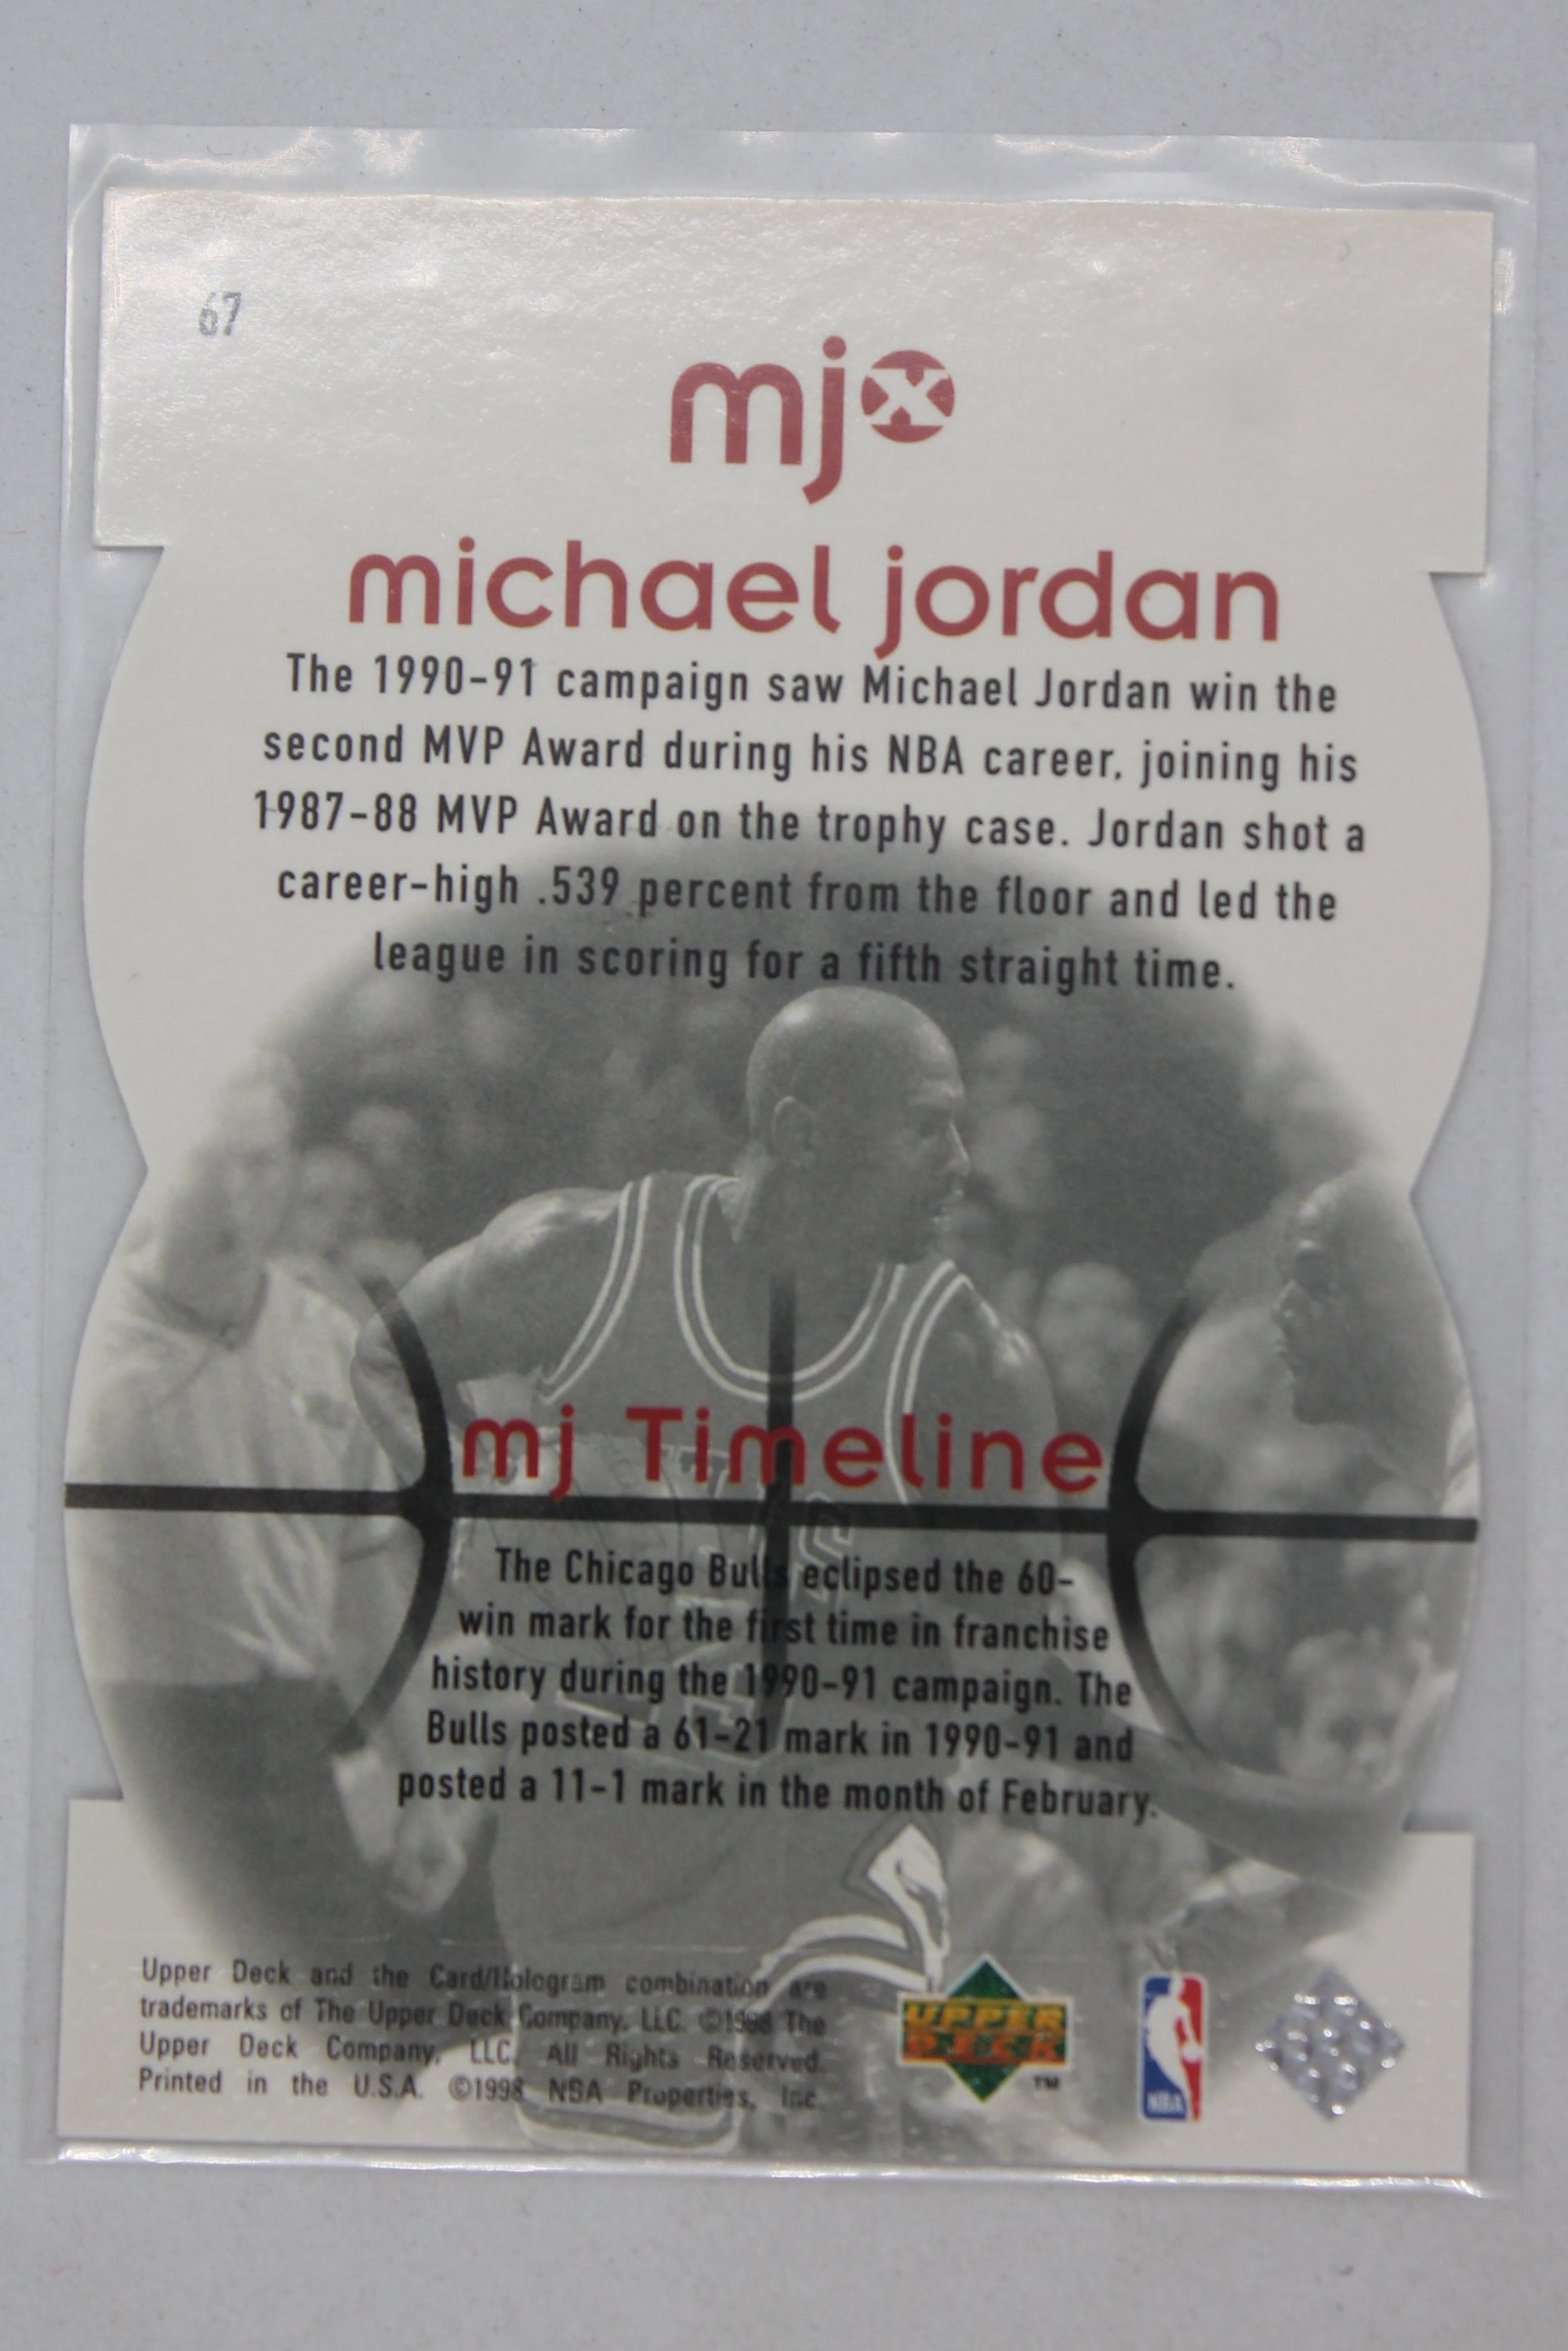 67
mjx
michael jordan
The 1990-91 campaign saw Michael Jordan win the
second MVP Award during his NBA career, joining his
1987-88 MVP Award on the trophy case. Jordan shot a
career-high .539 percent from the floor and led the
league in scoring for a fifth straight time.
mj Timeline
The Chicago Bulls eclipsed the 60-
win mark for the first time in franchise
history during the 1990-91 campaign. The
Bulls posted a 61-21 mark in 1990-91 and
posted a 11-1 mark in the month of February.
Upper Deck and the Card/Hologram combination are
trademarks of The Upper Deck Company, LLC. ©1998 The
Upper Deck Company, LLC. All Rights Reserved.
Printed in the U.S.A. ©1998 NBA Properties, Inc.
UPPER
DECK
TM
NBA